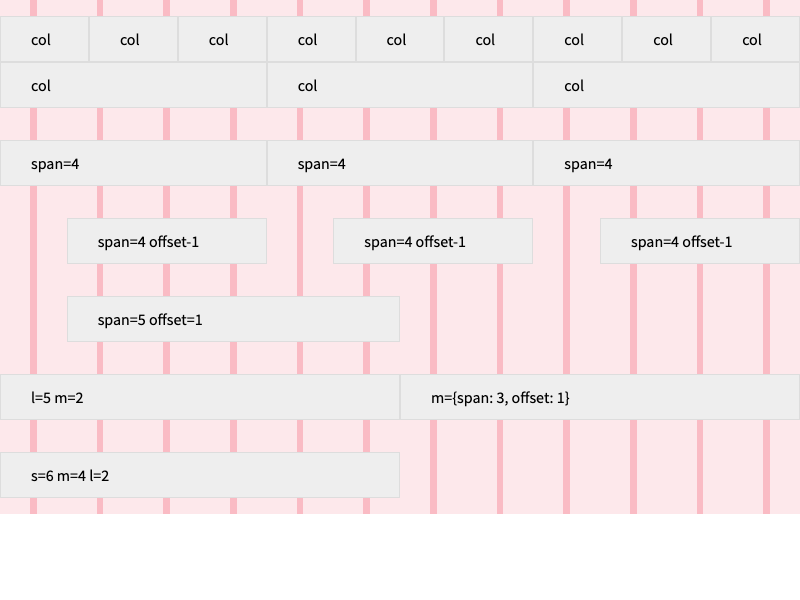 col col col col col col col col col
col col col
span=4 span=4 span=4
span=4 offset-1 span=4 offset-1 span=4 offset-1
span=5 offset=1
l=5 m=2 m={span: 3, offset: 1}
s=6 m=4 l=2